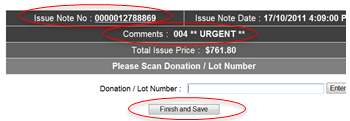 Issue Note No : 0000012788869 Issue Note Date : 17/10/2011 4:09:00 P
Comments : 004 ** URGENT **
Total Issue Price : $761.80
Please Scan Donation / Lot Number
Donation / Lot Number : Enter
Finish and Save